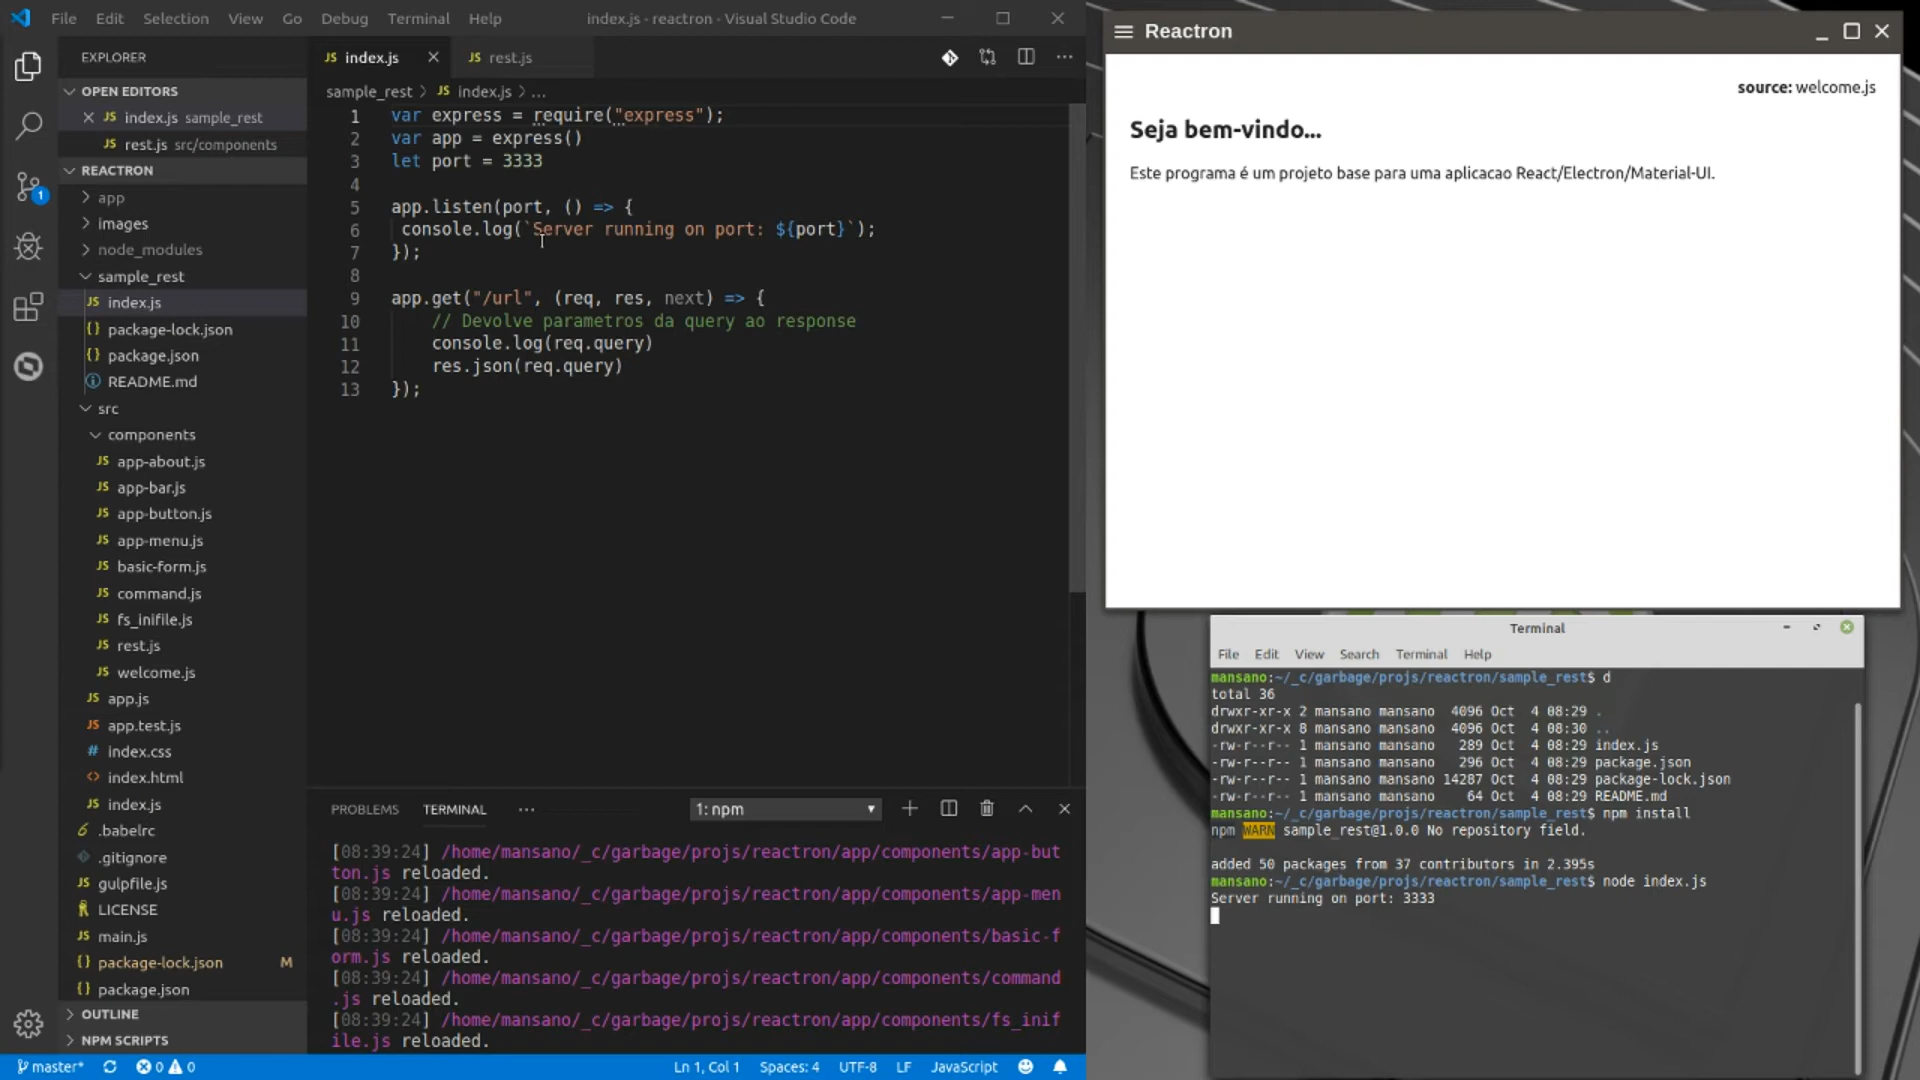 File Edit Selection View Go Debug Terminal Help index.js - reactron - Visual Studio Code
EXPLORER
OPEN EDITORS
index.js sample_rest
rest.js src/components
REACTRON
app
images
node_modules
sample_rest
index.js
package-lock.json
package.json
README.md
src
components
app-about.js
app-bar.js
app-button.js
app-menu.js
basic-form.js
command.js
fs_inifile.js
rest.js
welcome.js
app.js
app.test.js
index.css
index.html
index.js
.babelrc
.gitignore
gulpfile.js
LICENSE
main.js
package-lock.json M
package.json
OUTLINE
NPM SCRIPTS
JS index.js JS rest.js
sample_rest > JS index.js > ...
1 var express = require("express");
2 var app = express()
3 let port = 3333
4
5 app.listen(port, () => {
6 console.log(`Server running on port: ${port}`);
7 });
8
9 app.get("/url", (req, res, next) => {
10 // Devolve parametros da query ao response
11 console.log(req.query)
12 res.json(req.query)
13 });
PROBLEMS TERMINAL ... 1: npm
[08:39:24] /home/mansano/_c/garbage/projs/reactron/app/components/app-but
ton.js reloaded.
[08:39:24] /home/mansano/_c/garbage/projs/reactron/app/components/app-men
u.js reloaded.
[08:39:24] /home/mansano/_c/garbage/projs/reactron/app/components/basic-f
orm.js reloaded.
[08:39:24] /home/mansano/_c/garbage/projs/reactron/app/components/command
.js reloaded.
[08:39:24] /home/mansano/_c/garbage/projs/reactron/app/components/fs_inif
ile.js reloaded.
master* 0 0 Ln 1, Col 1 Spaces: 4 UTF-8 LF JavaScript
Reactron
source: welcome.js
Seja bem-vindo...
Este programa é um projeto base para uma aplicacao React/Electron/Material-UI.
Terminal
File Edit View Search Terminal Help
mansano:~/_c/garbage/projs/reactron/sample_rest$ d
total 36
drwxr-xr-x 2 mansano mansano 4096 Oct 4 08:29 .
drwxr-xr-x 8 mansano mansano 4096 Oct 4 08:30 ..
-rw-r--r-- 1 mansano mansano 289 Oct 4 08:29 index.js
-rw-r--r-- 1 mansano mansano 296 Oct 4 08:29 package.json
-rw-r--r-- 1 mansano mansano 14287 Oct 4 08:29 package-lock.json
-rw-r--r-- 1 mansano mansano 64 Oct 4 08:29 README.md
mansano:~/_c/garbage/projs/reactron/sample_rest$ npm install
npm WARN sample_rest@1.0.0 No repository field.
added 50 packages from 37 contributors in 2.395s
mansano:~/_c/garbage/projs/reactron/sample_rest$ node index.js
Server running on port: 3333